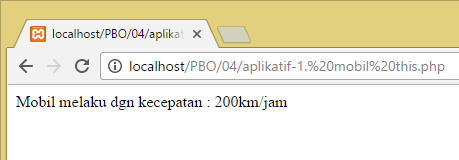 localhost/PBO/04/aplikat
localhost/PBO/04/aplikatif-1.%20mobil%20this.php
Mobil melaku dgn kecepatan : 200km/jam